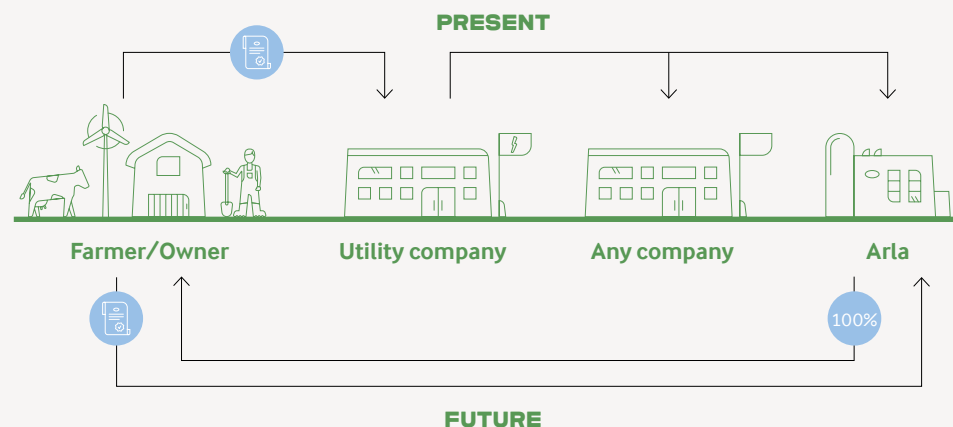 PRESENT
Farmer/Owner
Utility company
Any company
Arla
100%
FUTURE